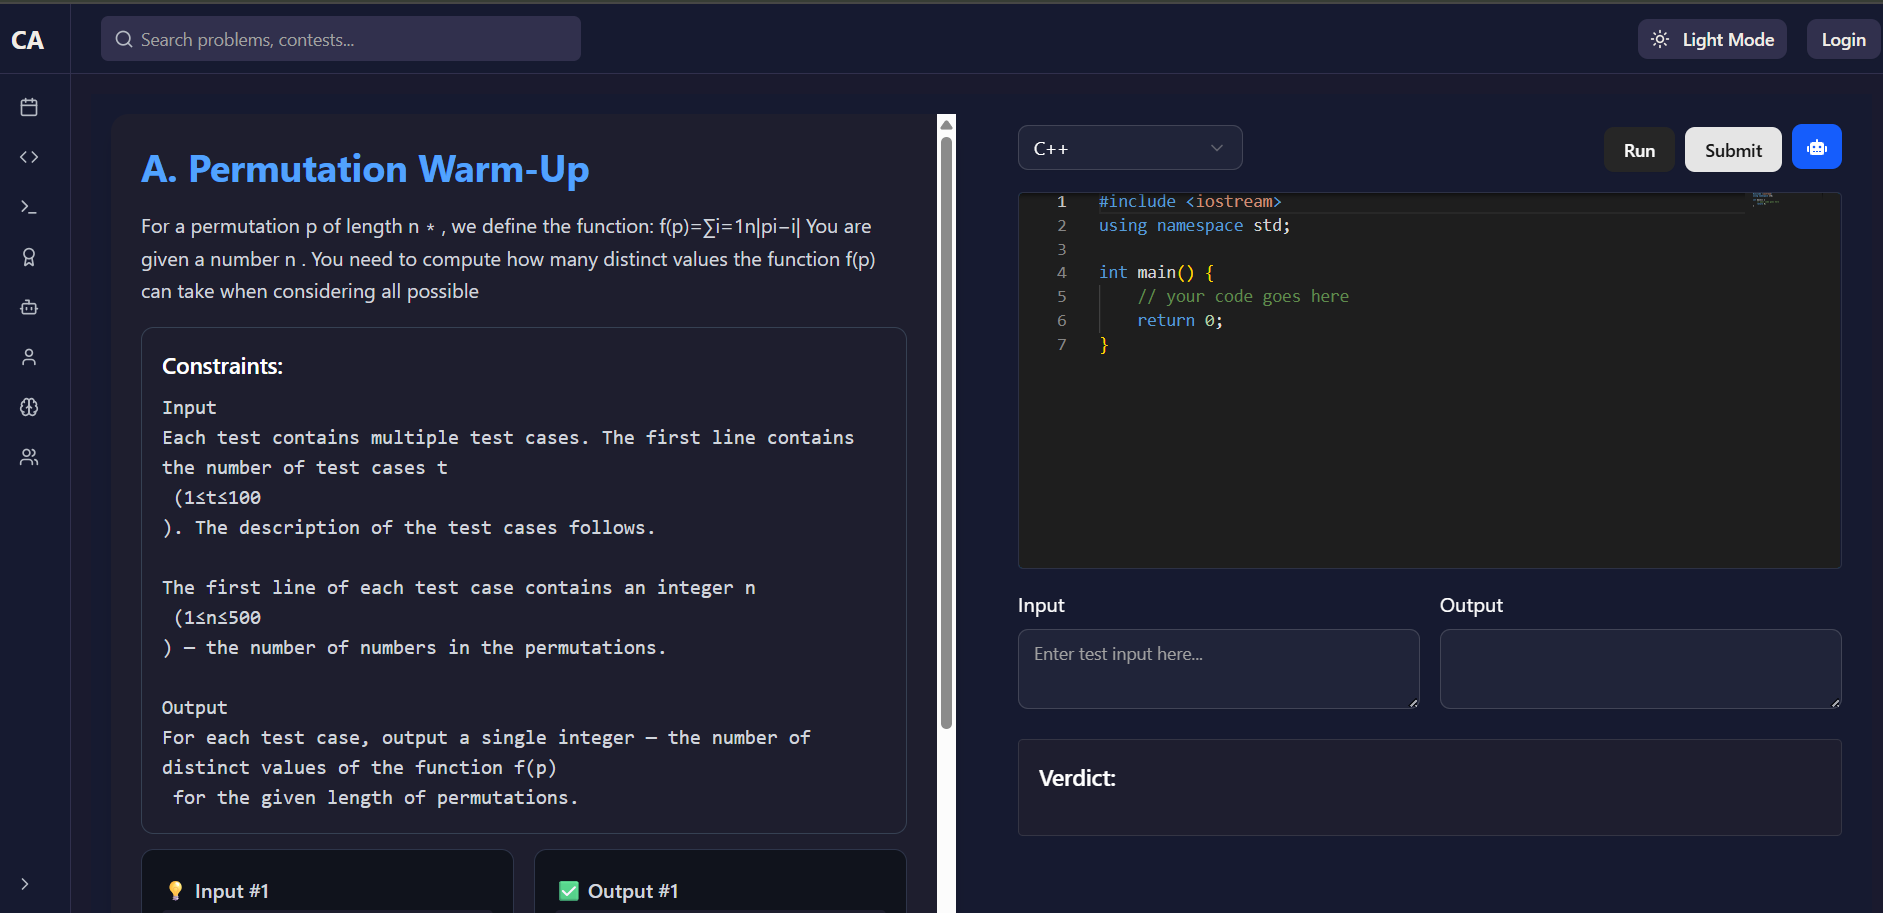 CA
Search problems, contests...
Light Mode
Login
A. Permutation Warm-Up
For a permutation p of length n * , we define the function: f(p)=∑i=1n|pi−i| You are
given a number n . You need to compute how many distinct values the function f(p)
can take when considering all possible
Constraints:
Input
Each test contains multiple test cases. The first line contains
the number of test cases t
(1≤t≤100
). The description of the test cases follows.
The first line of each test case contains an integer n
(1≤n≤500
) — the number of numbers in the permutations.
Output
For each test case, output a single integer — the number of
distinct values of the function f(p)
for the given length of permutations.
Input #1
Output #1
C++
Run
Submit
1 #include <iostream>
2 using namespace std;
3
4 int main() {
5 // your code goes here
6 return 0;
7 }
Input
Output
Enter test input here...
Verdict: